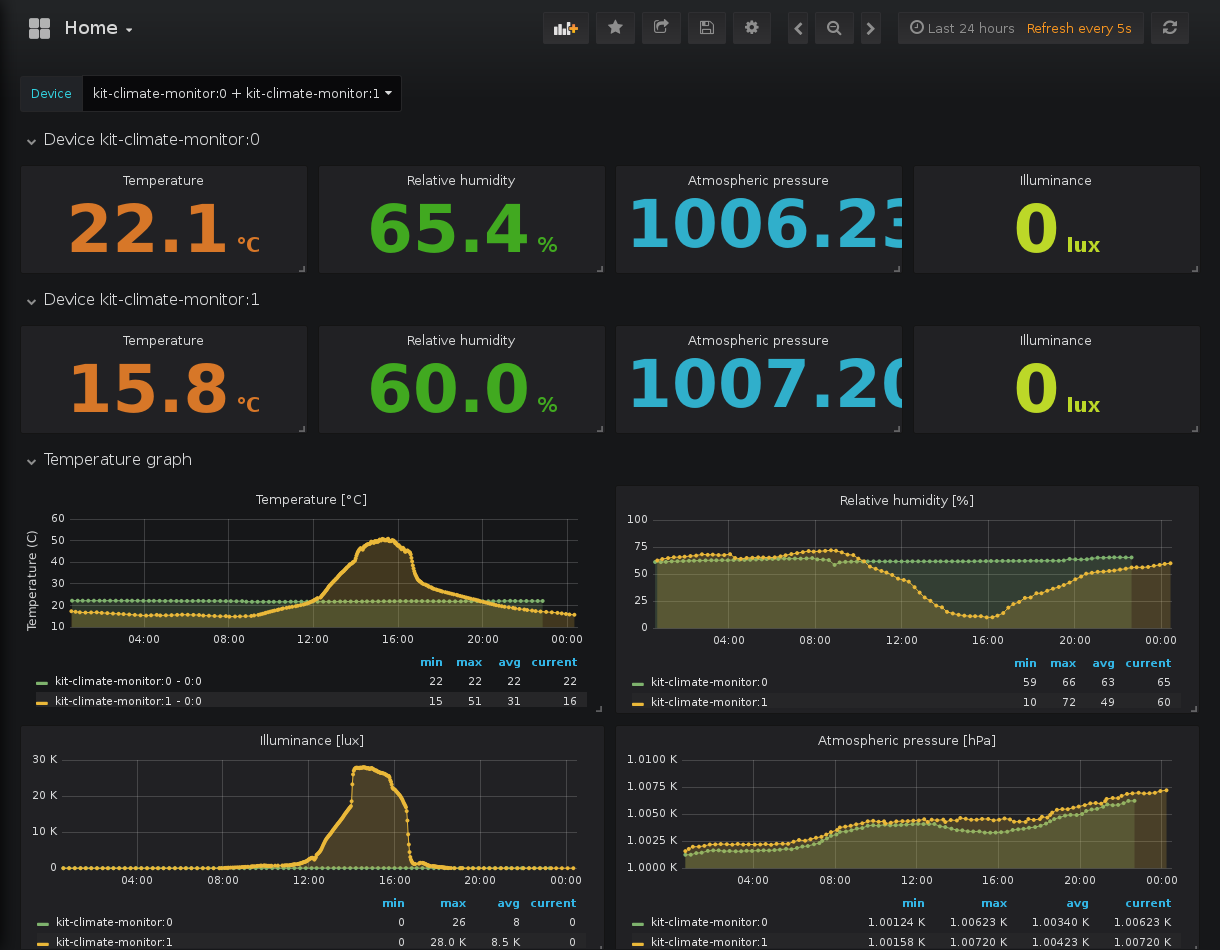 Home
Last 24 hours Refresh every 5s
Device kit-climate-monitor:0 + kit-climate-monitor:1
Device kit-climate-monitor:0
Temperature Relative humidity Atmospheric pressure Illuminance
22.1 °C 65.4 % 1006.23 0 lux
Device kit-climate-monitor:1
Temperature Relative humidity Atmospheric pressure Illuminance
15.8 °C 60.0 % 1007.20 0 lux
Temperature graph
Temperature [°C]
Temperature (C)
60
50
40
30
20
10
04:00 08:00 12:00 16:00 20:00 00:00
min max avg current
kit-climate-monitor:0 - 0:0 22 22 22 22
kit-climate-monitor:1 - 0:0 15 51 31 16
Relative humidity [%]
100
75
50
25
0
04:00 08:00 12:00 16:00 20:00 00:00
min max avg current
kit-climate-monitor:0 59 66 63 65
kit-climate-monitor:1 10 72 49 60
Illuminance [lux]
30 K
20 K
10 K
0
04:00 08:00 12:00 16:00 20:00 00:00
min max avg current
kit-climate-monitor:0 0 26 8 0
kit-climate-monitor:1 0 28.0 K 8.5 K 0
Atmospheric pressure [hPa]
1.0100 K
1.0075 K
1.0050 K
1.0025 K
1.0000 K
04:00 08:00 12:00 16:00 20:00 00:00
min max avg current
kit-climate-monitor:0 1.00124 K 1.00623 K 1.00340 K 1.00623 K
kit-climate-monitor:1 1.00158 K 1.00720 K 1.00423 K 1.00720 K